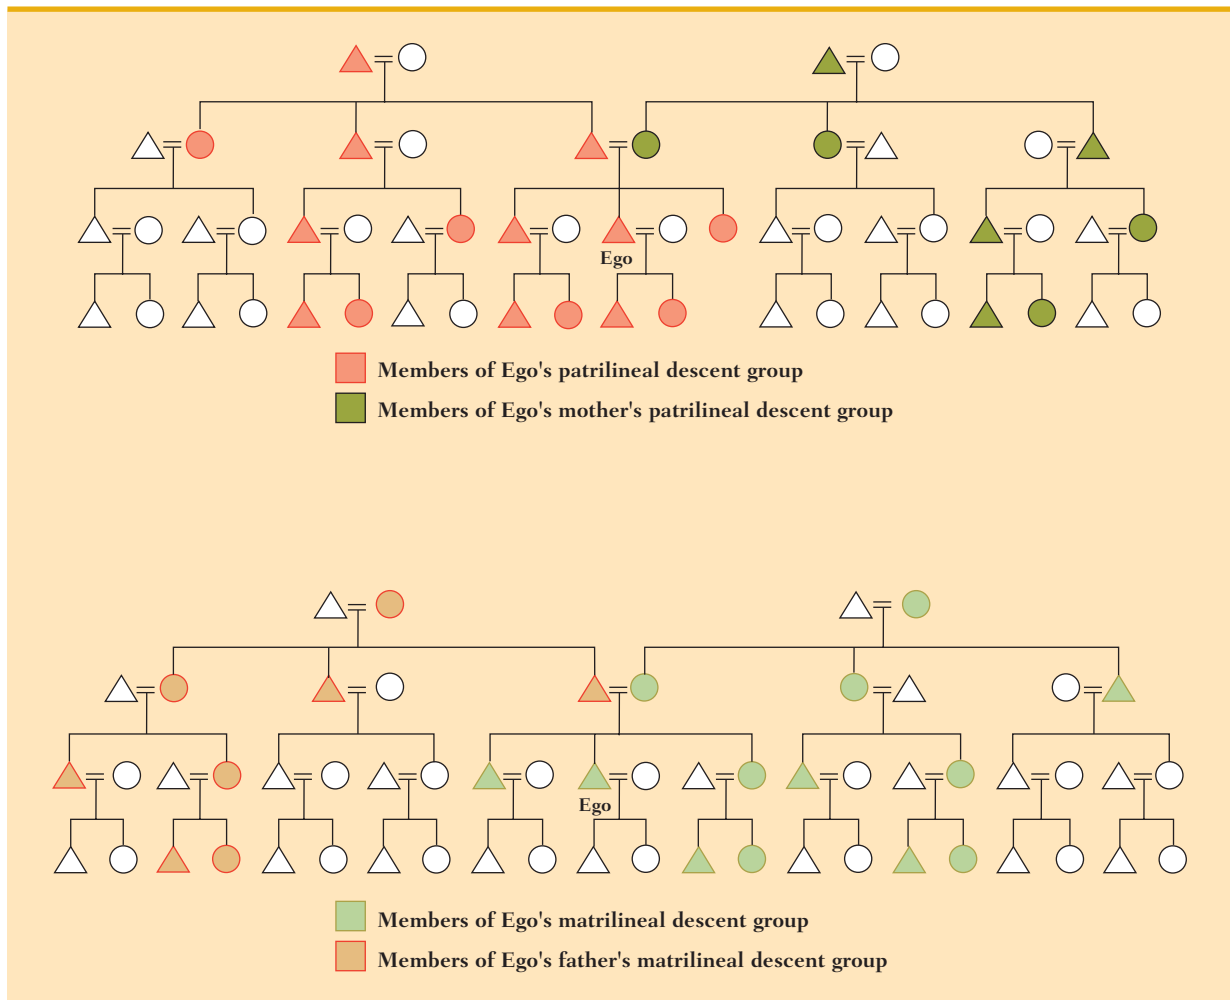 Ego
Members of Ego's patrilineal descent group
Members of Ego's mother's patrilineal descent group
Ego
Members of Ego's matrilineal descent group
Members of Ego's father's matrilineal descent group